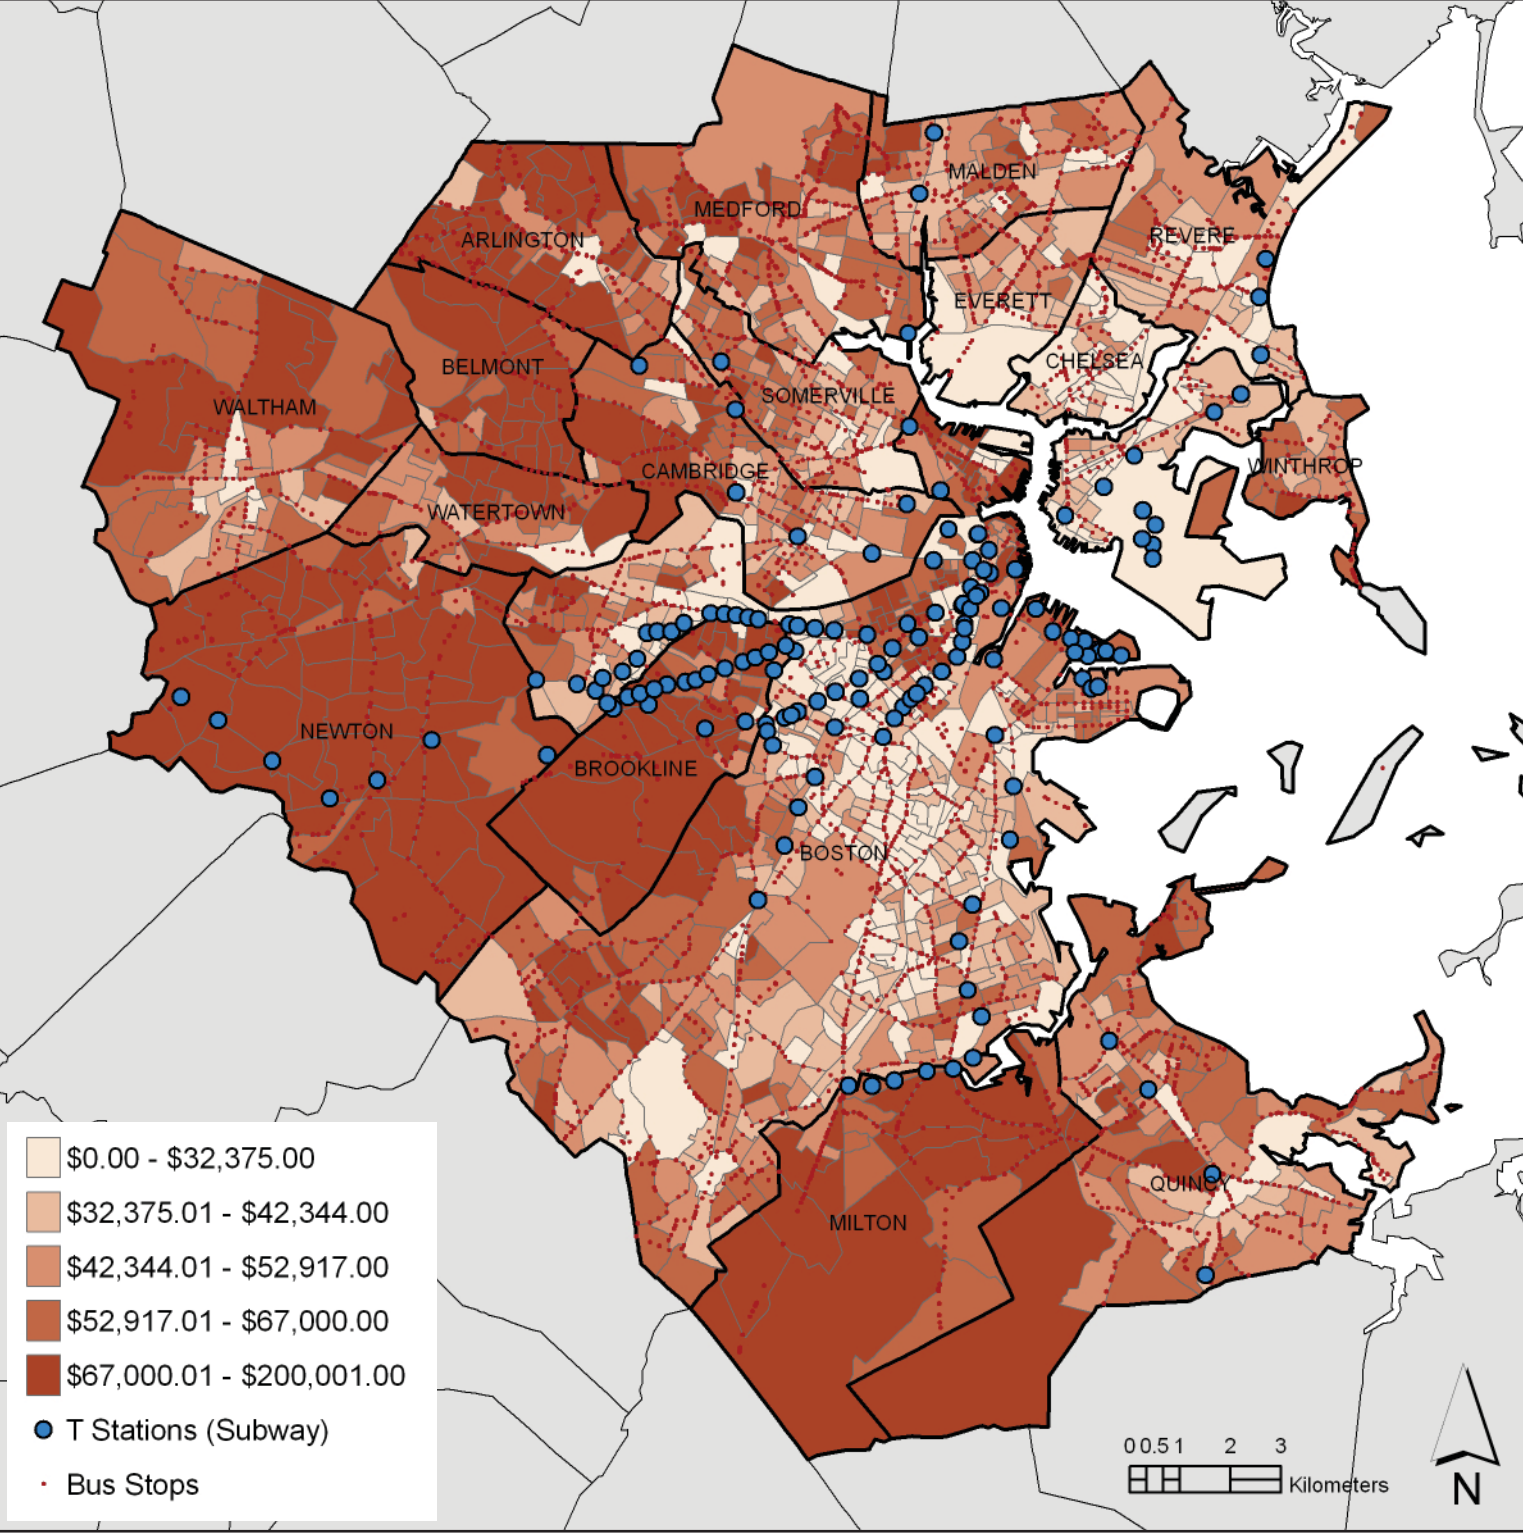 MALDEN
MEDFORD
ARLINGTON
REVERE
EVERETT
CHELSEA
BELMONT
SOMERVILLE
WALTHAM
WINTHROP
CAMBRIDGE
WATERTOWN
NEWTON
BROOKLINE
BOSTON
QUINCY
MILTON
$0.00 - $32,375.00
$32,375.01 - $42,344.00
$42,344.01 - $52,917.00
$52,917.01 - $67,000.00
$67,000.01 - $200,001.00
T Stations (Subway)
Bus Stops
0 0.5 1 2 3
Kilometers
N